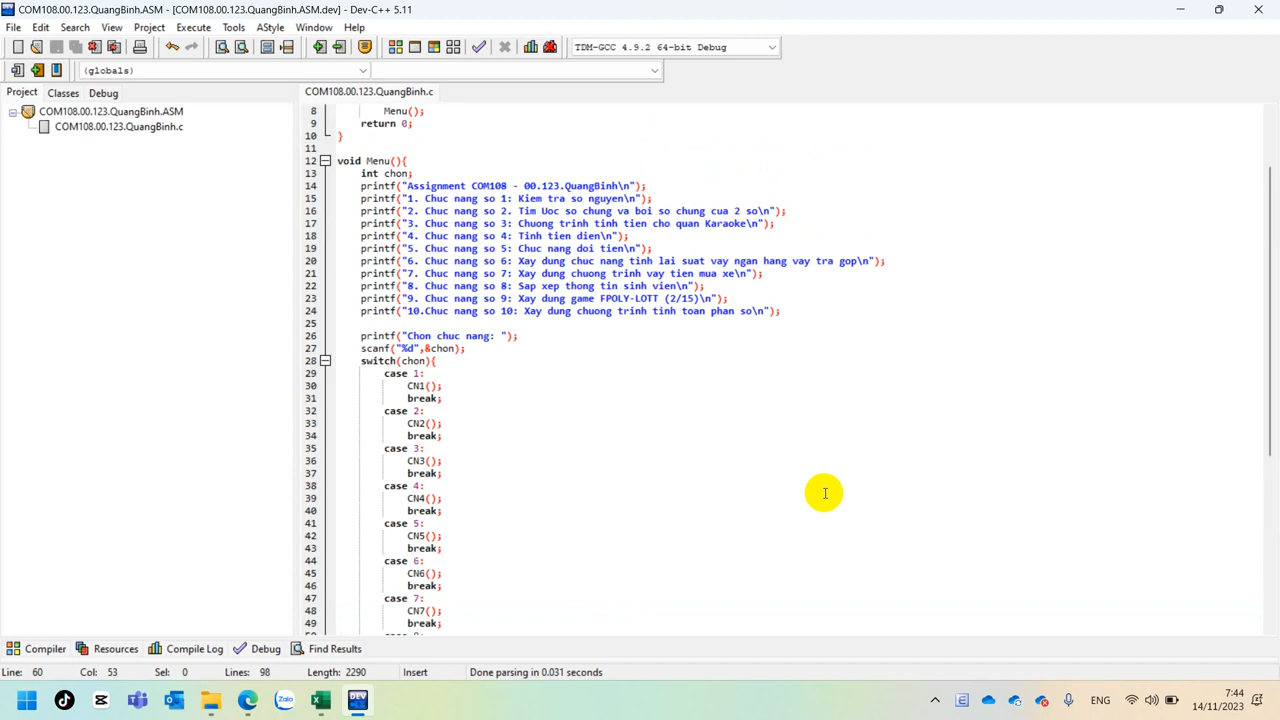 COM108.00.123.QuangBinh.ASM - [COM108.00.123.QuangBinh.ASM.dev] - Dev-C++ 5.11
File Edit Search View Project Execute Tools AStyle Window Help
TDM-GCC 4.9.2 64-bit Debug
(globals)
Project Classes Debug
COM108.00.123.QuangBinh.c
COM108.00.123.QuangBinh.ASM
COM108.00.123.QuangBinh.c
8 Menu();
9 return 0;
10 }
11
12 void Menu(){
13 int chon;
14 printf("Assignment COM108 - 00.123.QuangBinh\n");
15 printf("1. Chuc nang so 1: Kiem tra so nguyen\n");
16 printf("2. Chuc nang so 2. Tim Uoc so chung va boi so chung cua 2 so\n");
17 printf("3. Chuc nang so 3: Chuong trinh tinh tien cho quan Karaoke\n");
18 printf("4. Chuc nang so 4: Tinh tien dien\n");
19 printf("5. Chuc nang so 5: Chuc nang doi tien\n");
20 printf("6. Chuc nang so 6: Xay dung chuc nang tinh lai suat vay ngan hang vay tra gop\n");
21 printf("7. Chuc nang so 7: Xay dung chuong trinh vay tien mua xe\n");
22 printf("8. Chuc nang so 8: Sap xep thong tin sinh vien\n");
23 printf("9. Chuc nang so 9: Xay dung game FPOLY-LOTT (2/15)\n");
24 printf("10.Chuc nang so 10: Xay dung chuong trinh tinh toan phan so\n");
25
26 printf("Chon chuc nang: ");
27 scanf("%d",&chon);
28 switch(chon){
29 case 1:
30 CN1();
31 break;
32 case 2:
33 CN2();
34 break;
35 case 3:
36 CN3();
37 break;
38 case 4:
39 CN4();
40 break;
41 case 5:
42 CN5();
43 break;
44 case 6:
45 CN6();
46 break;
47 case 7:
48 CN7();
49 break;
Compiler Resources Compile Log Debug Find Results
Line: 60 Col: 53 Sel: 0 Lines: 98 Length: 2290 Insert Done parsing in 0.031 seconds
Zalo
DEV
ENG
7:44
14/11/2023